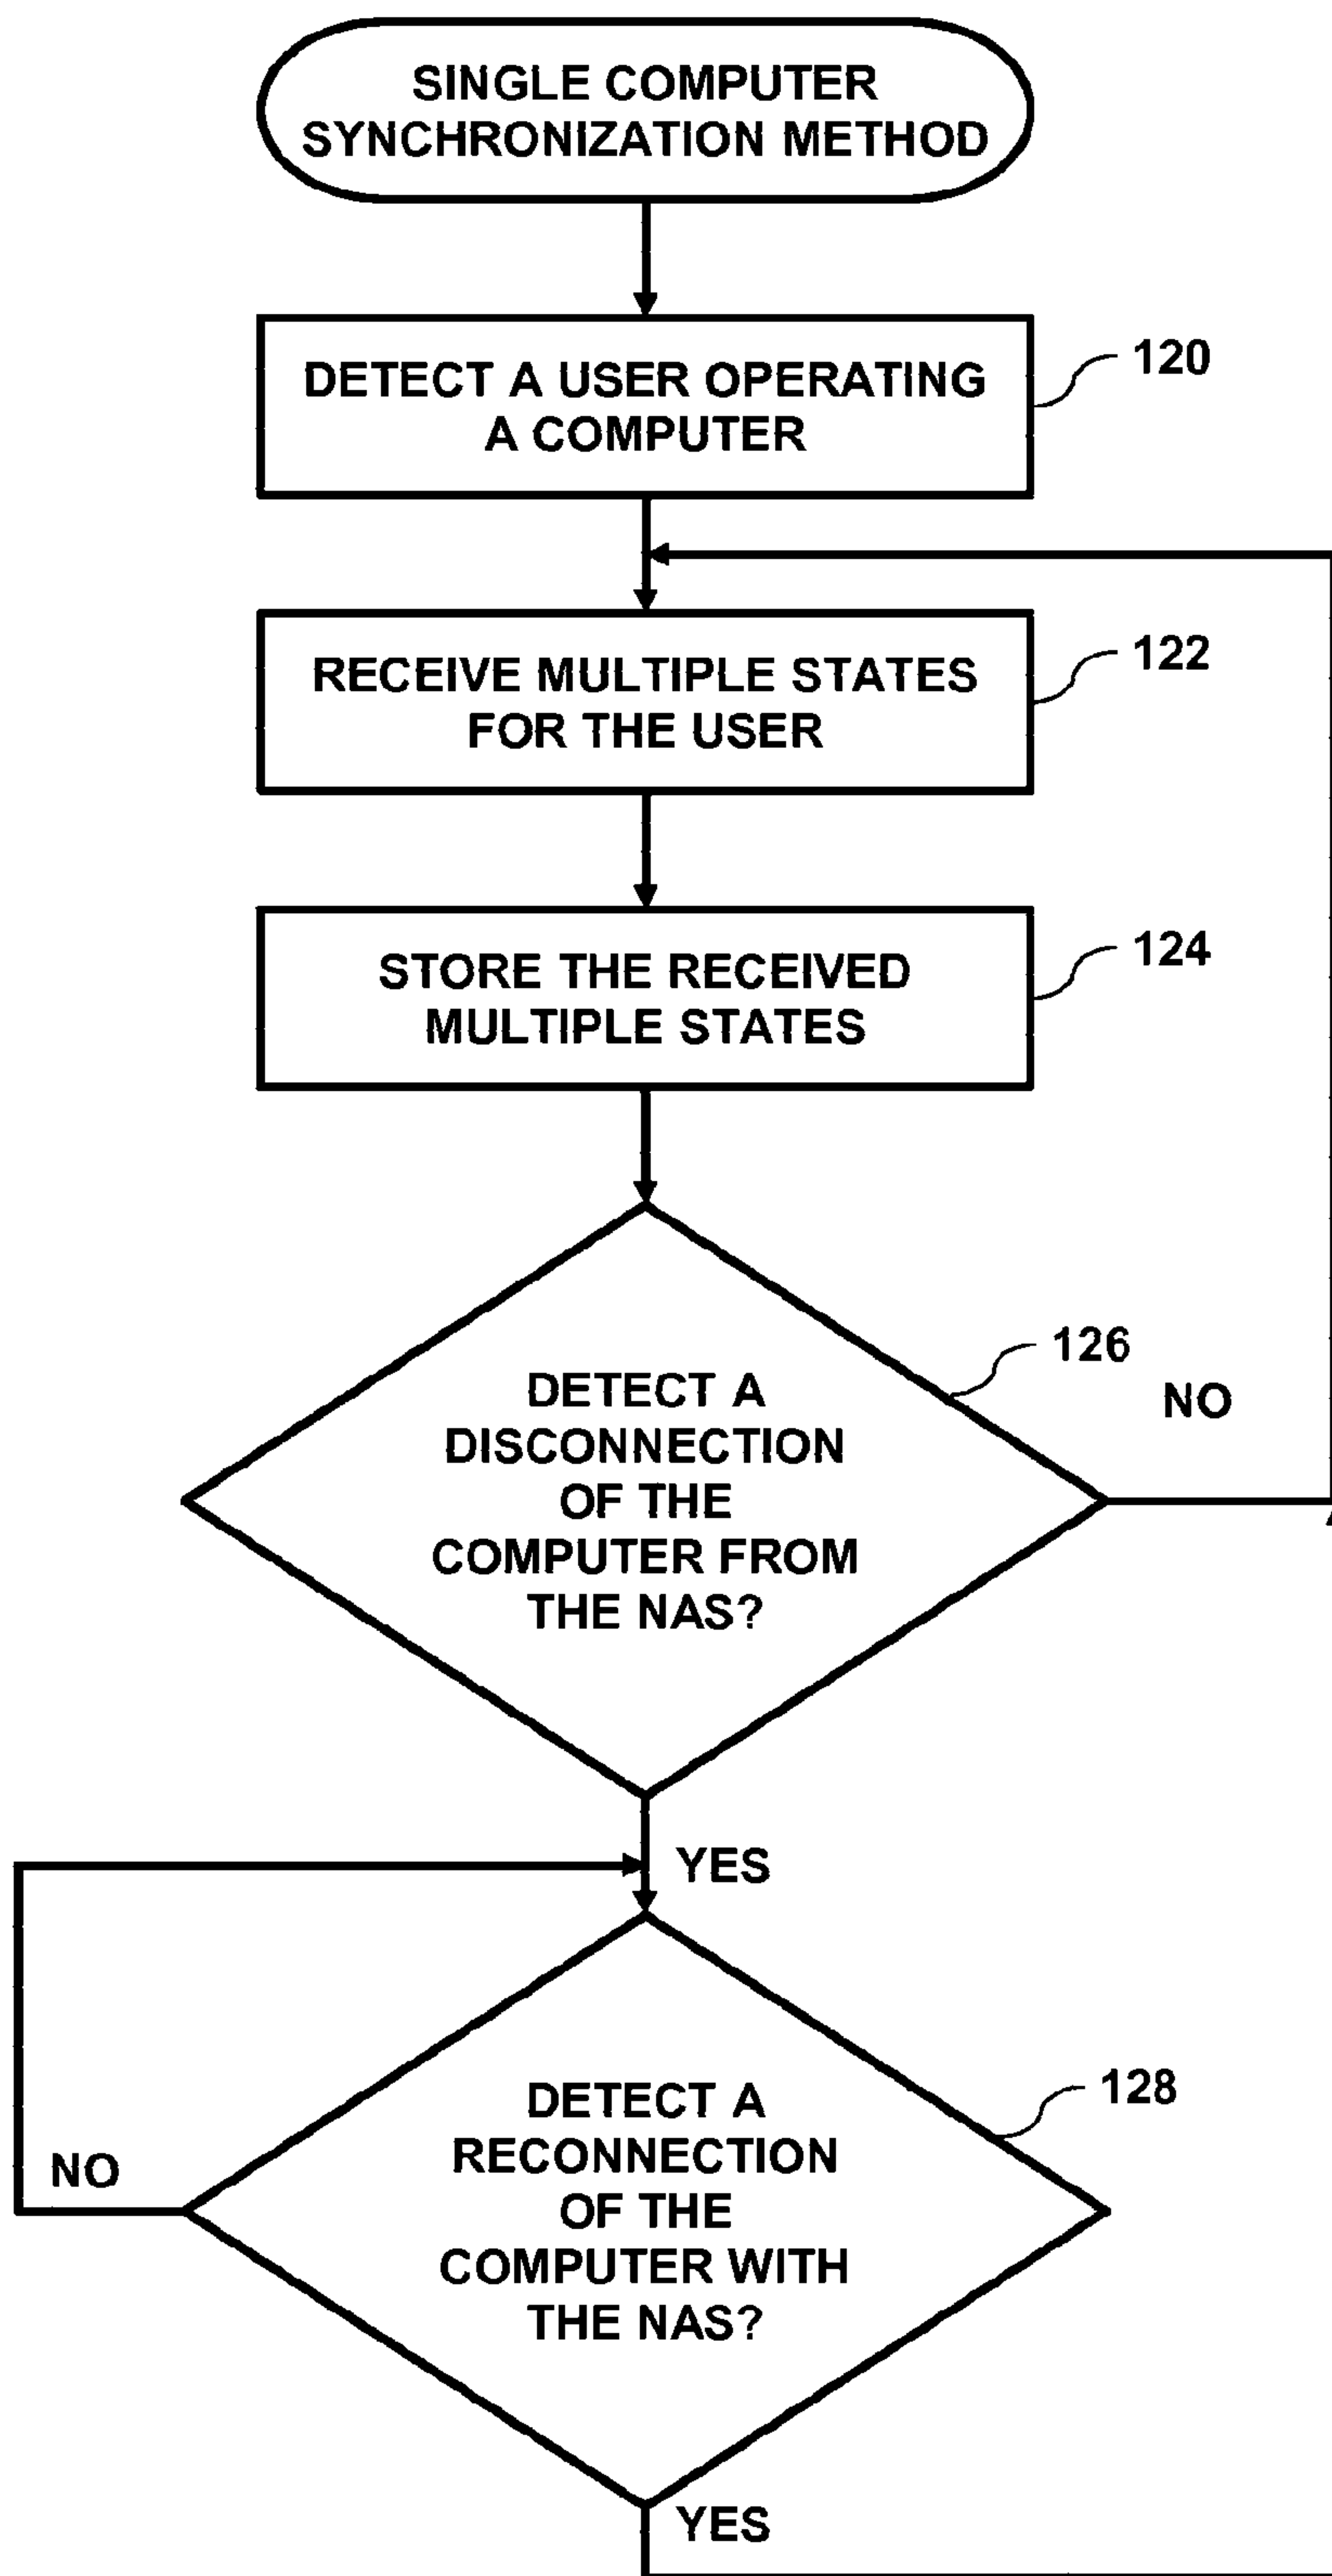 SINGLE COMPUTER
SYNCHRONIZATION METHOD
DETECT A USER OPERATING
A COMPUTER
120
RECEIVE MULTIPLE STATES
FOR THE USER
122
STORE THE RECEIVED
MULTIPLE STATES
124
DETECT A
DISCONNECTION
OF THE
COMPUTER FROM
THE NAS?
126
NO
YES
DETECT A
RECONNECTION
OF THE
COMPUTER WITH
THE NAS?
128
NO
YES